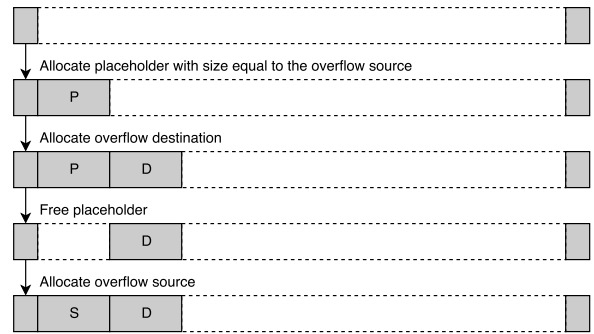 Allocate placeholder with size equal to the overflow source
P
Allocate overflow destination
P D
Free placeholder
D
Allocate overflow source
S D